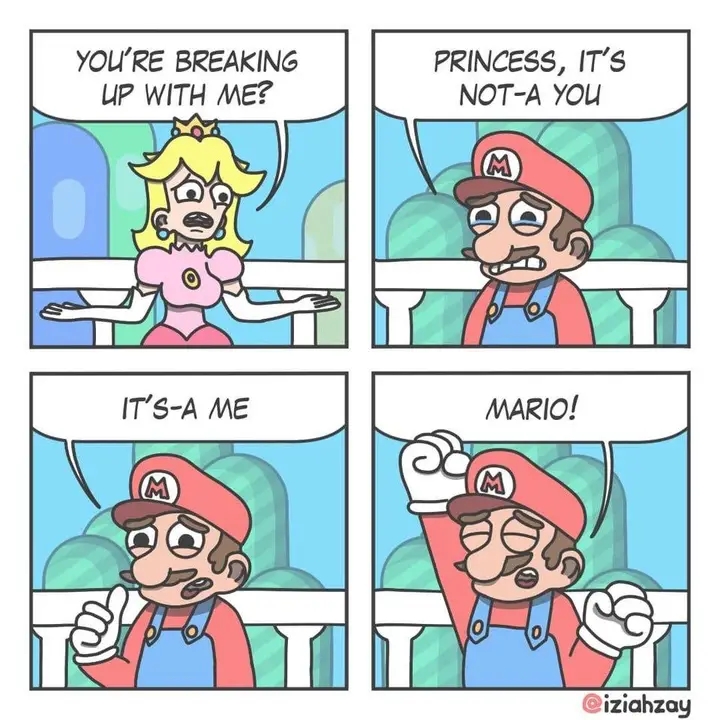 YOU'RE BREAKING
UP WITH ME?
PRINCESS, IT'S
NOT-A YOU
M
IT'S-A ME
M
MARIO!
M
@iziahzay